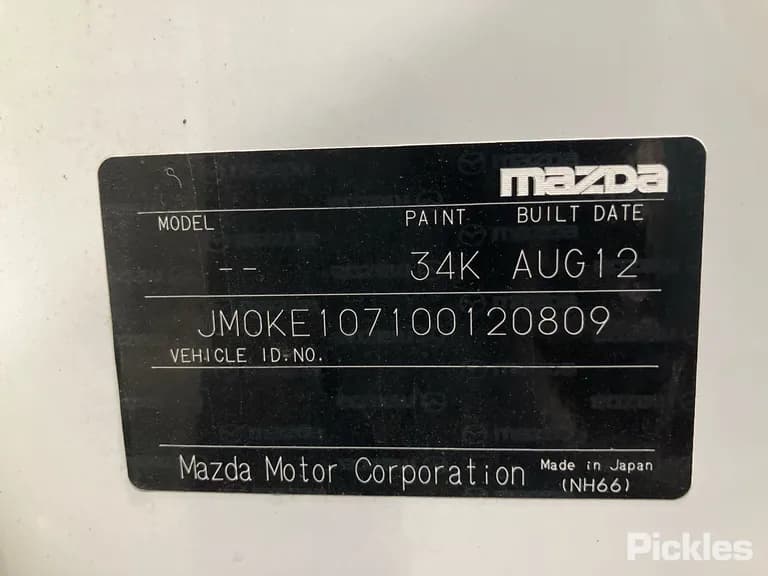 mazda
MODEL PAINT BUILT DATE
-- 34K AUG12
JM0KE107100120809
VEHICLE ID.NO.
Mazda Motor Corporation Made in Japan
(NH66)
Pickles